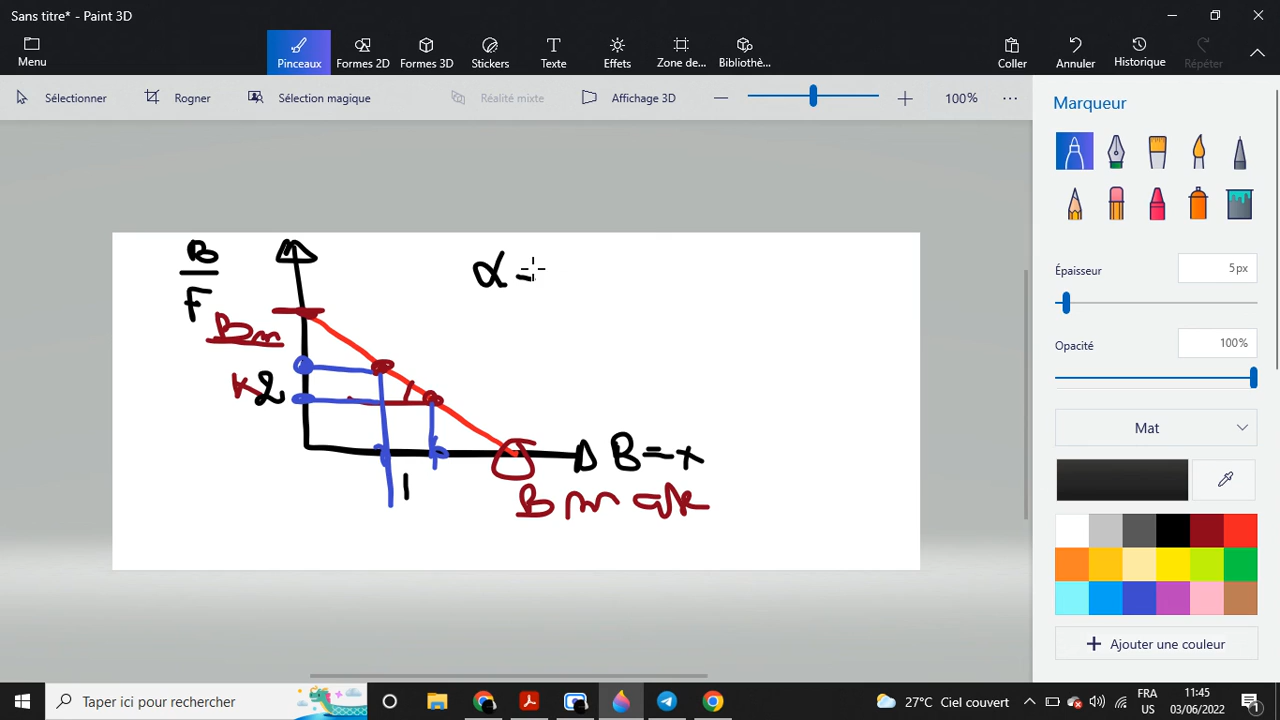 Sans titre* - Paint 3D
Menu
Pinceaux
Formes 2D
Formes 3D
Stickers
Texte
Effets
Zone de...
Bibliothè...
Coller
Annuler
Historique
Répéter
Sélectionner
Rogner
Sélection magique
Réalité mixte
Affichage 3D
100%
Marqueur
Épaisseur
5px
Opacité
100%
Mat
Ajouter une couleur
B
F
α =
Bm
B = x
1
Taper ici pour rechercher
27°C Ciel couvert
FRA
US
11:45
03/06/2022
1